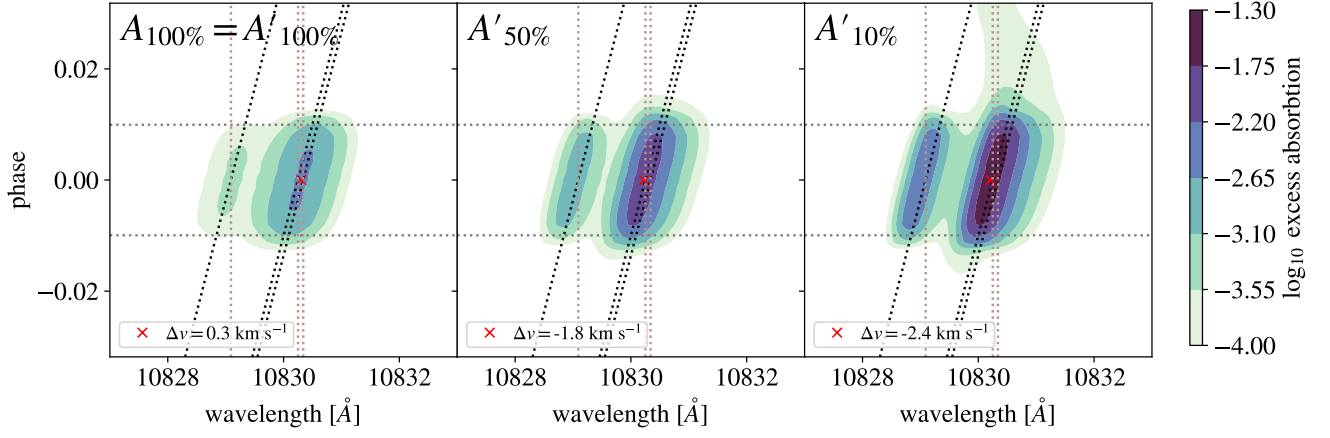 A100% = A′100%
A′50%
A′10%
phase
0.02
0.00
−0.02
Δv = 0.3 km s⁻¹
Δv = -1.8 km s⁻¹
Δv = -2.4 km s⁻¹
10828 10830 10832
10828 10830 10832
10828 10830 10832
wavelength [Å]
wavelength [Å]
wavelength [Å]
−1.30
−1.75
−2.20
−2.65
−3.10
−3.55
−4.00
log₁₀ excess absorbtion